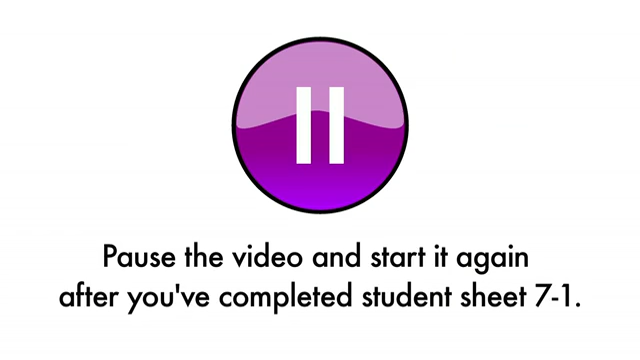 Pause the video and start it again
after you've completed student sheet 7-1.